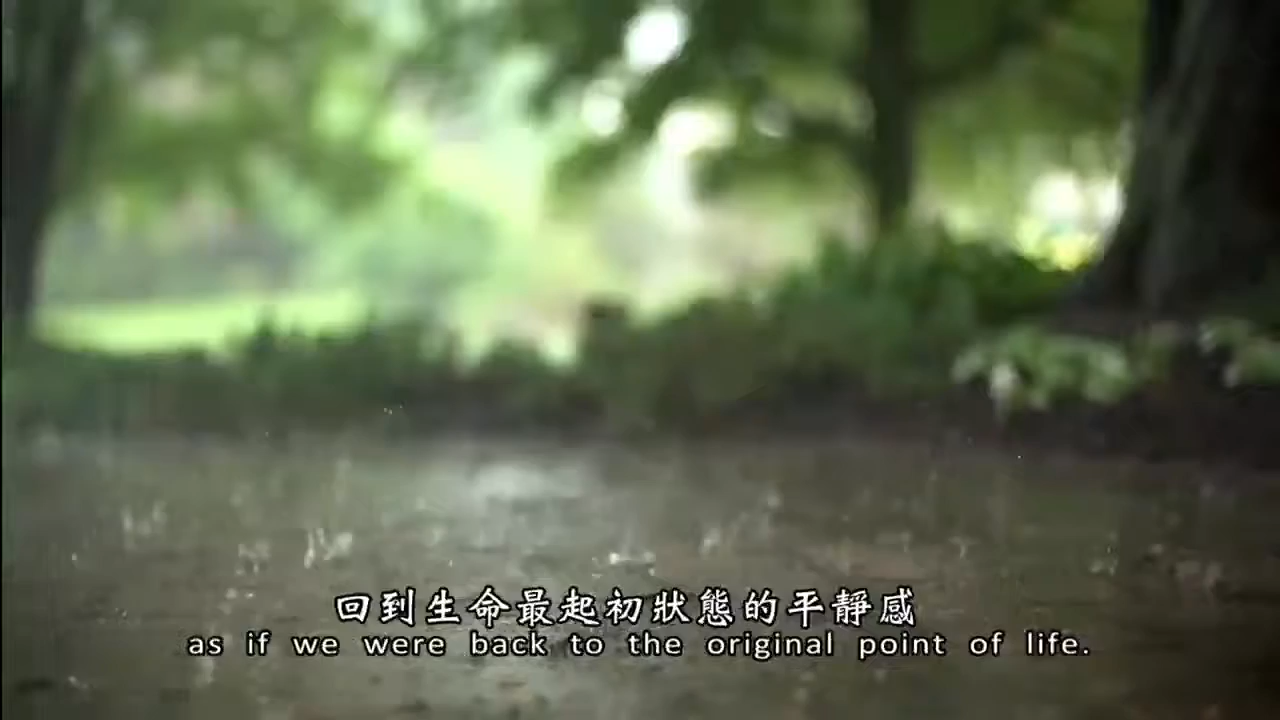 回到生命最起初狀態的平靜感
as if we were back to the original point of life.